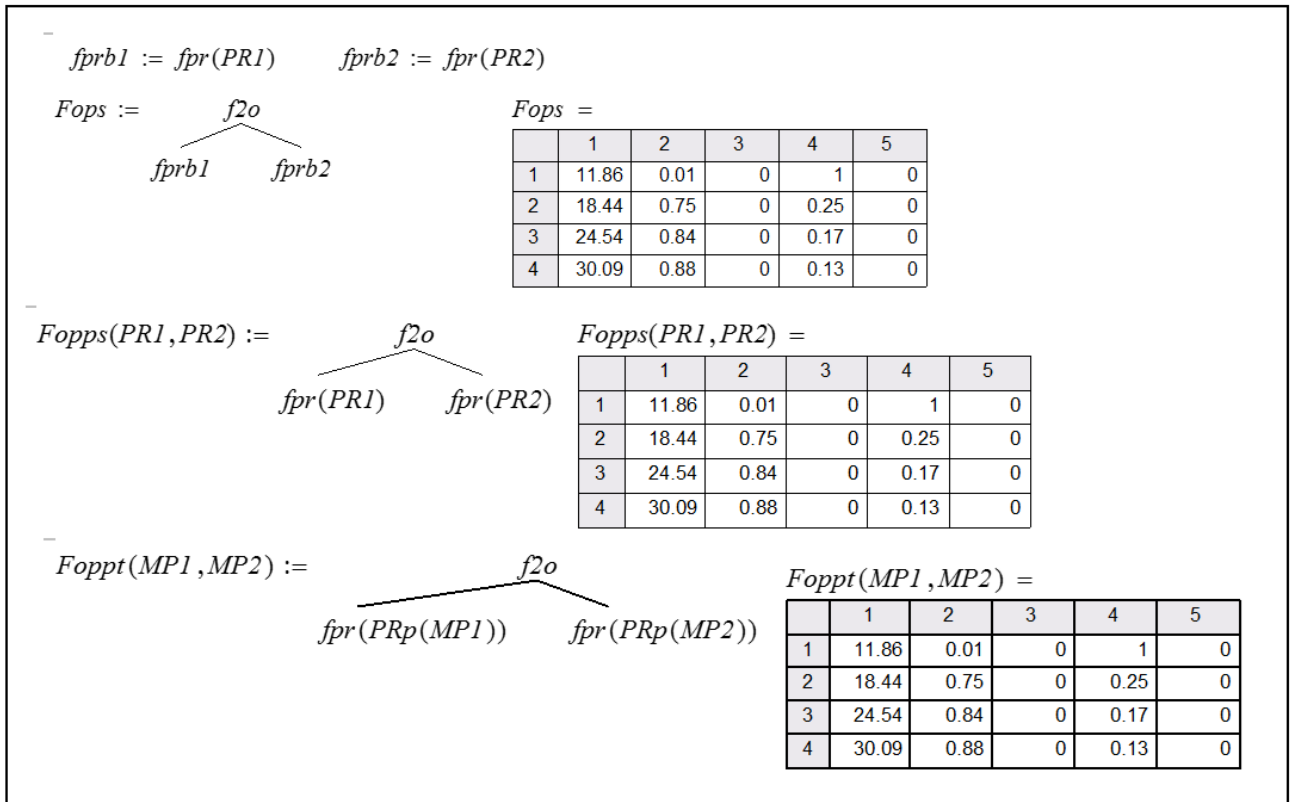 fprb1 := fpr(PR1) fprb2 := fpr(PR2)
Fops := f2o
fprb1 fprb2
Fops =
1 2 3 4 5
1 11.86 0.01 0 1 0
2 18.44 0.75 0 0.25 0
3 24.54 0.84 0 0.17 0
4 30.09 0.88 0 0.13 0
Fopps(PR1,PR2) := f2o
fpr(PR1) fpr(PR2)
Fopps(PR1,PR2) =
1 2 3 4 5
1 11.86 0.01 0 1 0
2 18.44 0.75 0 0.25 0
3 24.54 0.84 0 0.17 0
4 30.09 0.88 0 0.13 0
Foppt(MP1,MP2) := f2o
fpr(PRp(MP1)) fpr(PRp(MP2))
Foppt(MP1,MP2) =
1 2 3 4 5
1 11.86 0.01 0 1 0
2 18.44 0.75 0 0.25 0
3 24.54 0.84 0 0.17 0
4 30.09 0.88 0 0.13 0